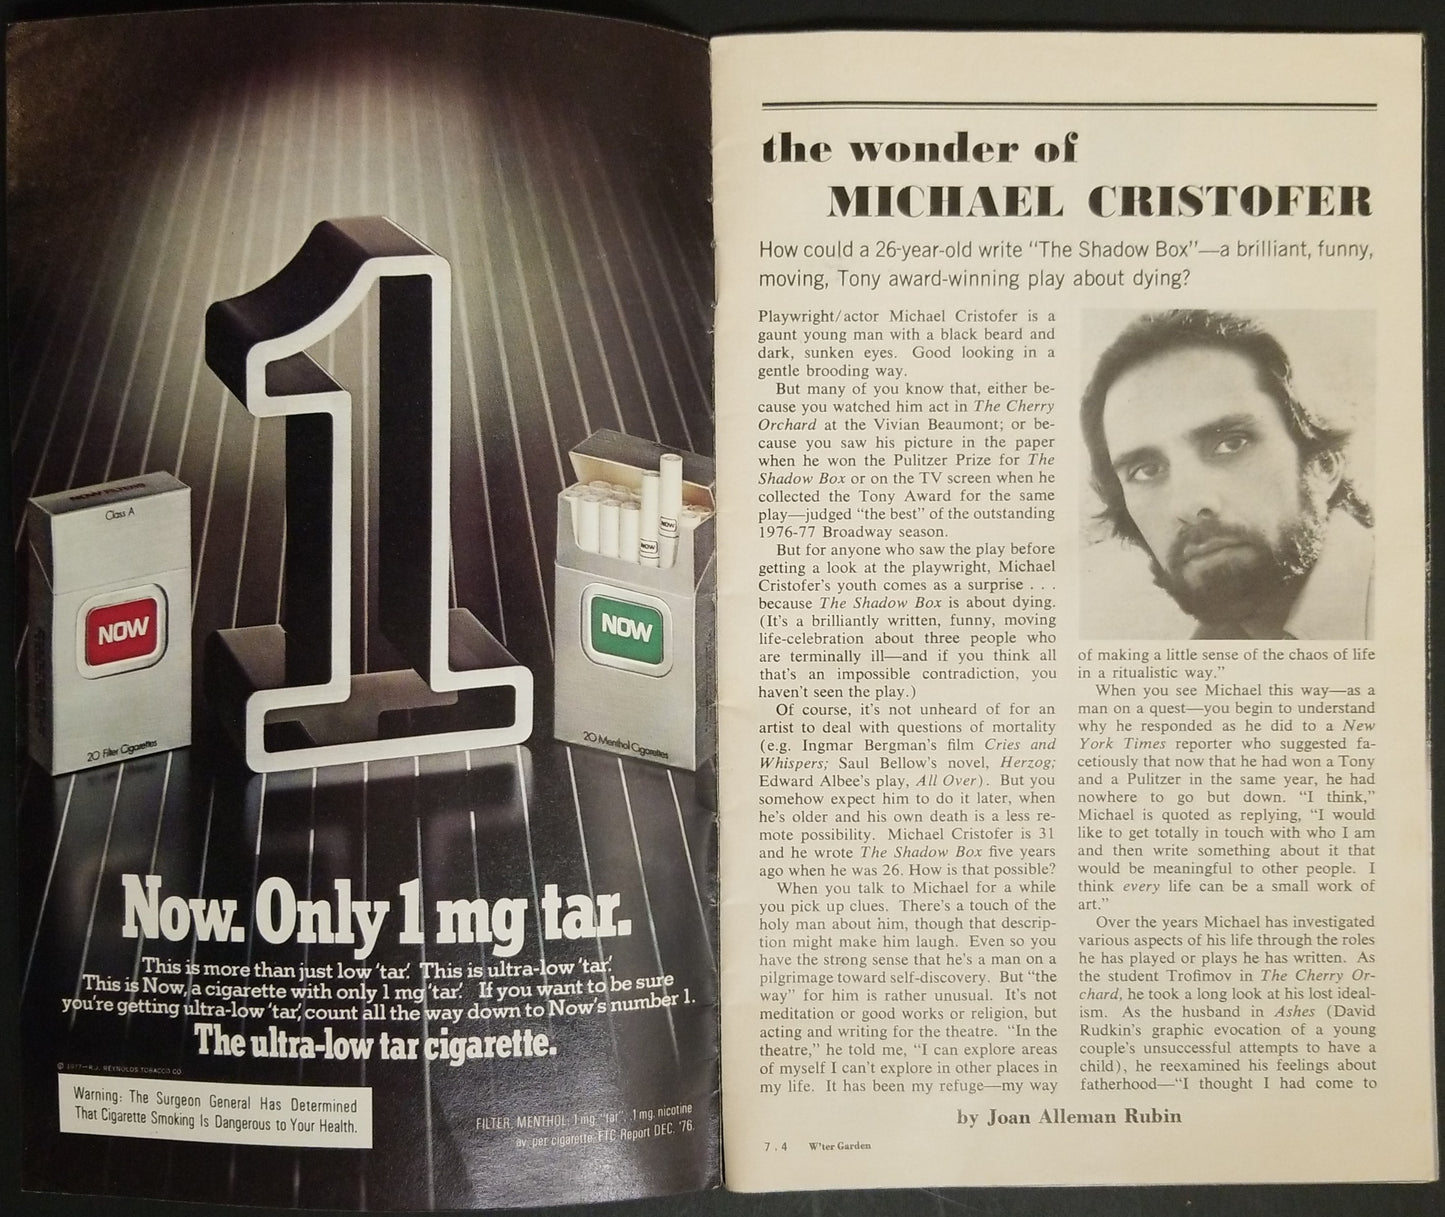 NOW FILTERS
Class A
NOW
20 Filter Cigarettes
NOW
NOW
NOW
20 Menthol Cigarettes
Now. Only 1 mg tar.
This is more than just low 'tar.' This is ultra-low 'tar.'
This is Now, a cigarette with only 1 mg 'tar.' If you want to be sure
you're getting ultra-low 'tar,' count all the way down to Now's number 1.
The ultra-low tar cigarette.
© 1977—R.J. REYNOLDS TOBACCO CO.
Warning: The Surgeon General Has Determined
That Cigarette Smoking Is Dangerous to Your Health.
FILTER, MENTHOL: 1 mg. "tar", .1 mg. nicotine
av. per cigarette, FTC Report DEC. '76.
the wonder of
MICHAEL CRISTOFER
How could a 26-year-old write "The Shadow Box"—a brilliant, funny,
moving, Tony award-winning play about dying?
Playwright/actor Michael Cristofer is a
gaunt young man with a black beard and
dark, sunken eyes. Good looking in a
gentle brooding way.
But many of you know that, either be-
cause you watched him act in The Cherry
Orchard at the Vivian Beaumont; or be-
cause you saw his picture in the paper
when he won the Pulitzer Prize for The
Shadow Box or on the TV screen when he
collected the Tony Award for the same
play—judged "the best" of the outstanding
1976-77 Broadway season.
But for anyone who saw the play before
getting a look at the playwright, Michael
Cristofer's youth comes as a surprise . . .
because The Shadow Box is about dying.
(It's a brilliantly written, funny, moving
life-celebration about three people who
are terminally ill—and if you think all
that's an impossible contradiction, you
haven't seen the play.)
Of course, it's not unheard of for an
artist to deal with questions of mortality
(e.g. Ingmar Bergman's film Cries and
Whispers; Saul Bellow's novel, Herzog;
Edward Albee's play, All Over). But you
somehow expect him to do it later, when
he's older and his own death is a less re-
mote possibility. Michael Cristofer is 31
and he wrote The Shadow Box five years
ago when he was 26. How is that possible?
When you talk to Michael for a while
you pick up clues. There's a touch of the
holy man about him, though that descrip-
tion might make him laugh. Even so you
have the strong sense that he's a man on a
pilgrimage toward self-discovery. But "the
way" for him is rather unusual. It's not
meditation or good works or religion, but
acting and writing for the theatre. "In the
theatre," he told me, "I can explore areas
of myself I can't explore in other places in
my life. It has been my refuge—my way
of making a little sense of the chaos of life
in a ritualistic way."
When you see Michael this way—as a
man on a quest—you begin to understand
why he responded as he did to a New
York Times reporter who suggested fa-
cetiously that now that he had won a Tony
and a Pulitzer in the same year, he had
nowhere to go but down. "I think,"
Michael is quoted as replying, "I would
like to get totally in touch with who I am
and then write something about it that
would be meaningful to other people. I
think every life can be a small work of
art."
Over the years Michael has investigated
various aspects of his life through the roles
he has played or plays he has written. As
the student Trofimov in The Cherry Or-
chard, he took a long look at his lost ideal-
ism. As the husband in Ashes (David
Rudkin's graphic evocation of a young
couple's unsuccessful attempts to have a
child), he reexamined his feelings about
fatherhood—"I thought I had come to
by Joan Alleman Rubin
7 . 4 W'ter Garden